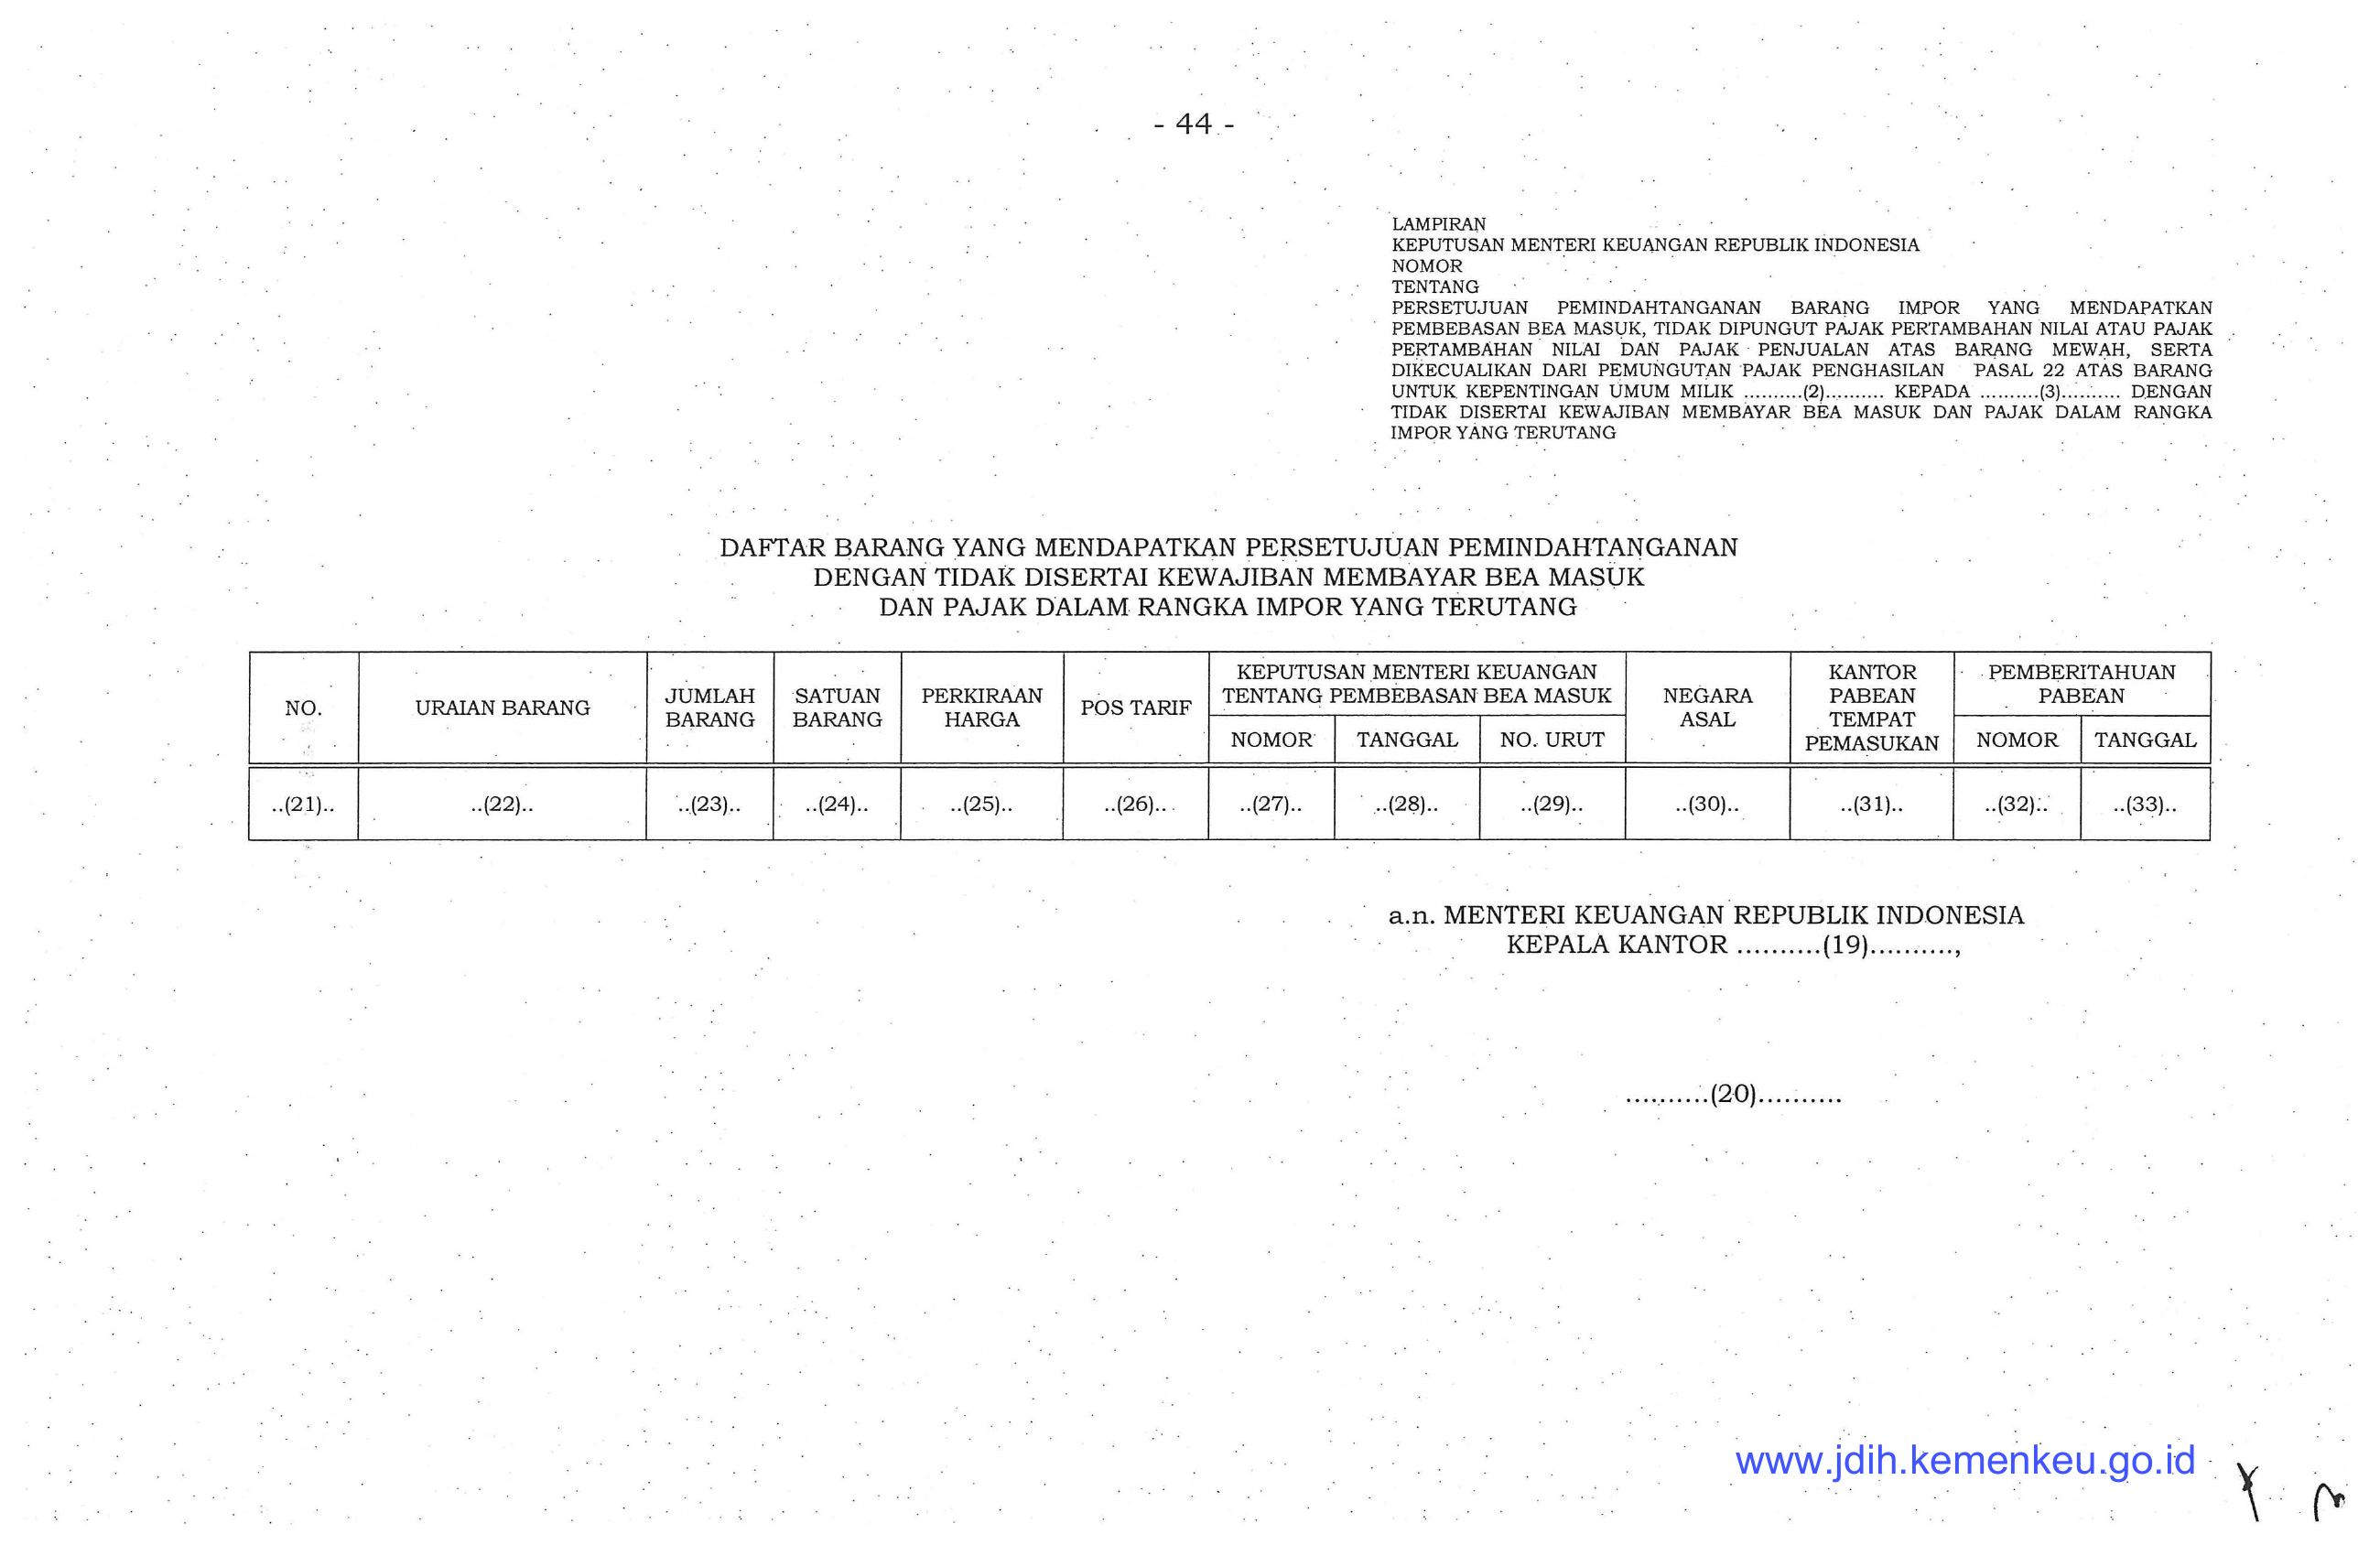 - 44 -
LAMPIRAN
KEPUTUSAN MENTERI KEUANGAN REPUBLIK INDONESIA
NOMOR
TENTANG
PERSETUJUAN PEMINDAHTANGANAN BARANG IMPOR YANG MENDAPATKAN
PEMBEBASAN BEA MASUK, TIDAK DIPUNGUT PAJAK PERTAMBAHAN NILAI ATAU PAJAK
PERTAMBAHAN NILAI DAN PAJAK PENJUALAN ATAS BARANG MEWAH, SERTA
DIKECUALIKAN DARI PEMUNGUTAN PAJAK PENGHASILAN PASAL 22 ATAS BARANG
UNTUK KEPENTINGAN UMUM MILIK ..........(2).......... KEPADA ..........(3).......... DENGAN
TIDAK DISERTAI KEWAJIBAN MEMBAYAR BEA MASUK DAN PAJAK DALAM RANGKA
IMPOR YANG TERUTANG
DAFTAR BARANG YANG MENDAPATKAN PERSETUJUAN PEMINDAHTANGANAN
DENGAN TIDAK DISERTAI KEWAJIBAN MEMBAYAR BEA MASUK
DAN PAJAK DALAM RANGKA IMPOR YANG TERUTANG
NO.
URAIAN BARANG
JUMLAH
BARANG
SATUAN
BARANG
PERKIRAAN
HARGA
POS TARIF
KEPUTUSAN MENTERI KEUANGAN
TENTANG PEMBEBASAN BEA MASUK
NOMOR TANGGAL NO. URUT
NEGARA
ASAL
KANTOR
PABEAN
TEMPAT
PEMASUKAN
PEMBERITAHUAN
PABEAN
NOMOR TANGGAL
..(21).. ..(22).. ..(23).. ..(24).. ..(25).. ..(26).. ..(27).. ..(28).. ..(29).. ..(30).. ..(31).. ..(32).. ..(33)..
a.n. MENTERI KEUANGAN REPUBLIK INDONESIA
KEPALA KANTOR ..........(19)..........,
..........(20)..........
www.jdih.kemenkeu.go.id